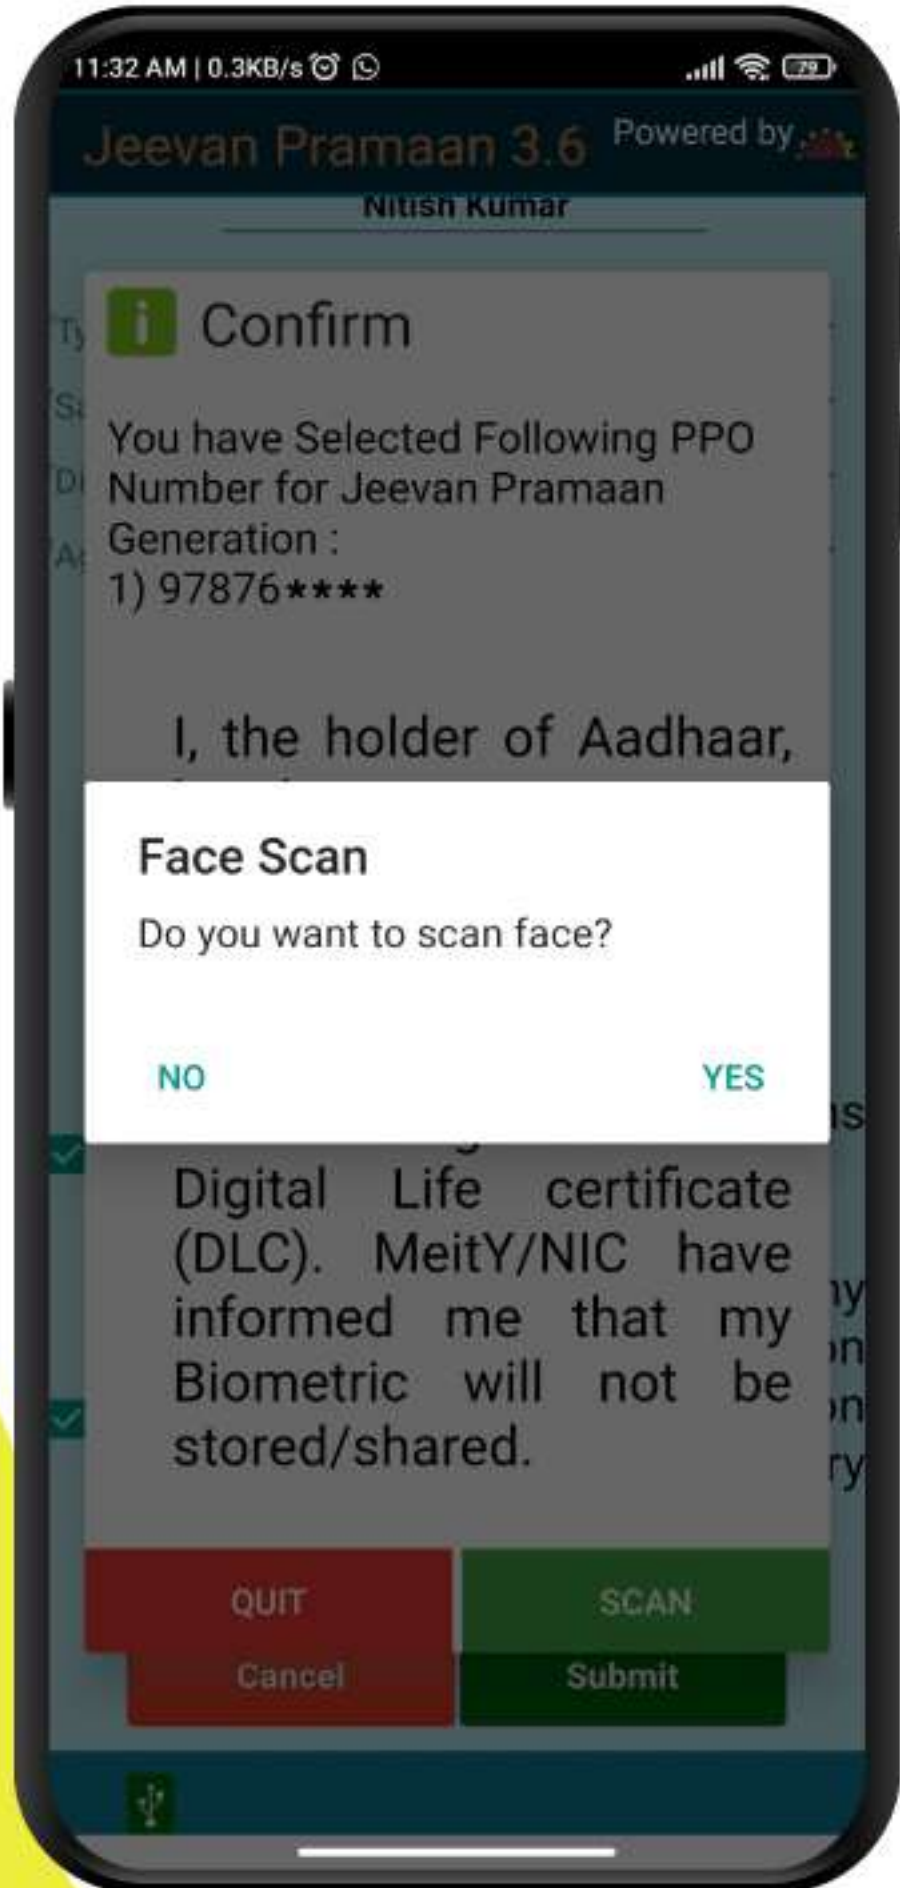 11:32 AM | 0.3KB/s
79
Jeevan Pramaan 3.6 Powered by
Nitish Kumar
Confirm
You have Selected Following PPO
Number for Jeevan Pramaan
Generation :
1) 97876****
I, the holder of Aadhaar,
Face Scan
Do you want to scan face?
NO YES
Digital Life certificate
(DLC). MeitY/NIC have
informed me that my
Biometric will not be
stored/shared.
QUIT SCAN
Cancel Submit